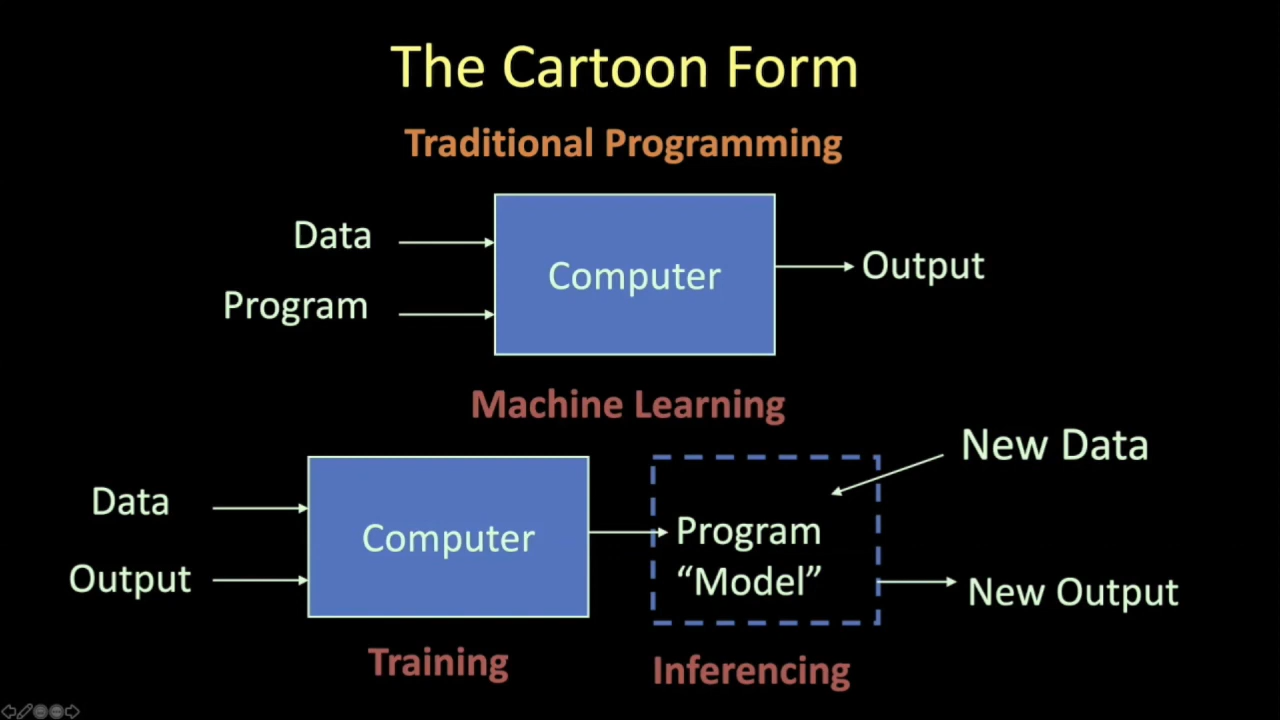 The Cartoon Form
Traditional Programming
Data
Program
Computer
Output
Machine Learning
Data
Output
Computer
Program
“Model”
New Data
New Output
Training
Inferencing